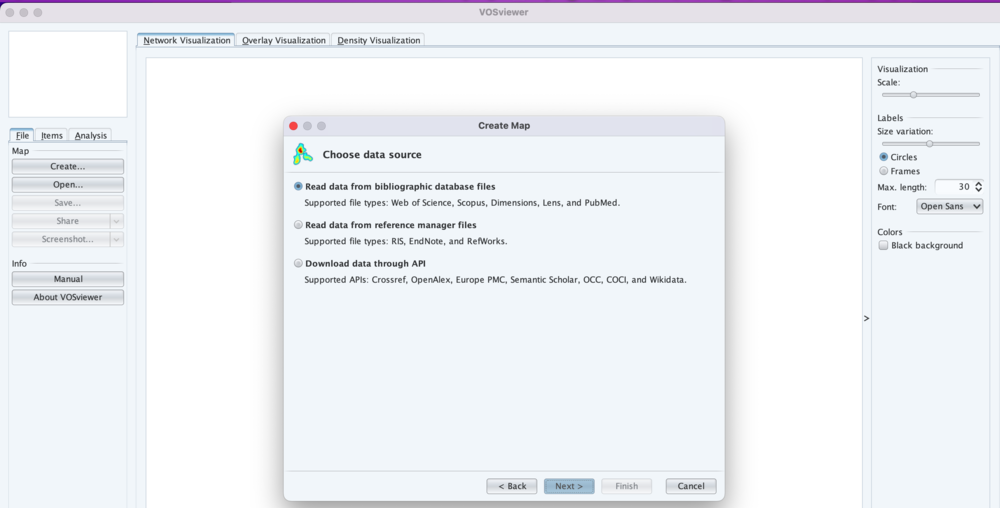 VOSviewer
Network Visualization
Overlay Visualization
Density Visualization
File
Items
Analysis
Map
Create...
Open...
Save...
Share
Screenshot...
Info
Manual
About VOSviewer
Create Map
Choose data source
Read data from bibliographic database files
Supported file types: Web of Science, Scopus, Dimensions, Lens, and PubMed.
Read data from reference manager files
Supported file types: RIS, EndNote, and RefWorks.
Download data through API
Supported APIs: Crossref, OpenAlex, Europe PMC, Semantic Scholar, OCC, COCI, and Wikidata.
< Back
Next >
Finish
Cancel
>
Visualization
Scale:
Labels
Size variation:
Circles
Frames
Max. length: 30
Font: Open Sans
Colors
Black background